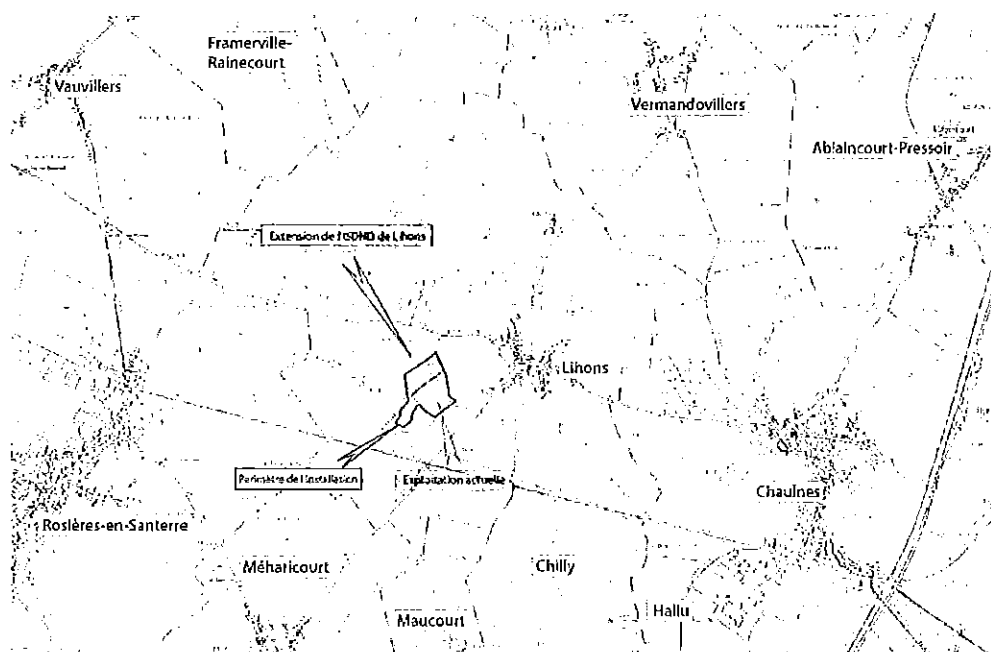 Framerville-
Rainecourt
Vauvillers
Vermandovillers
Ablaincourt-Pressoir
Extension de l'ISDND de Lihons
Lihons
Périmètre de l'installation
Exploitation actuelle
Chaulnes
Rosières-en-Santerre
Méharicourt
Chilly
Maucourt
Hallu